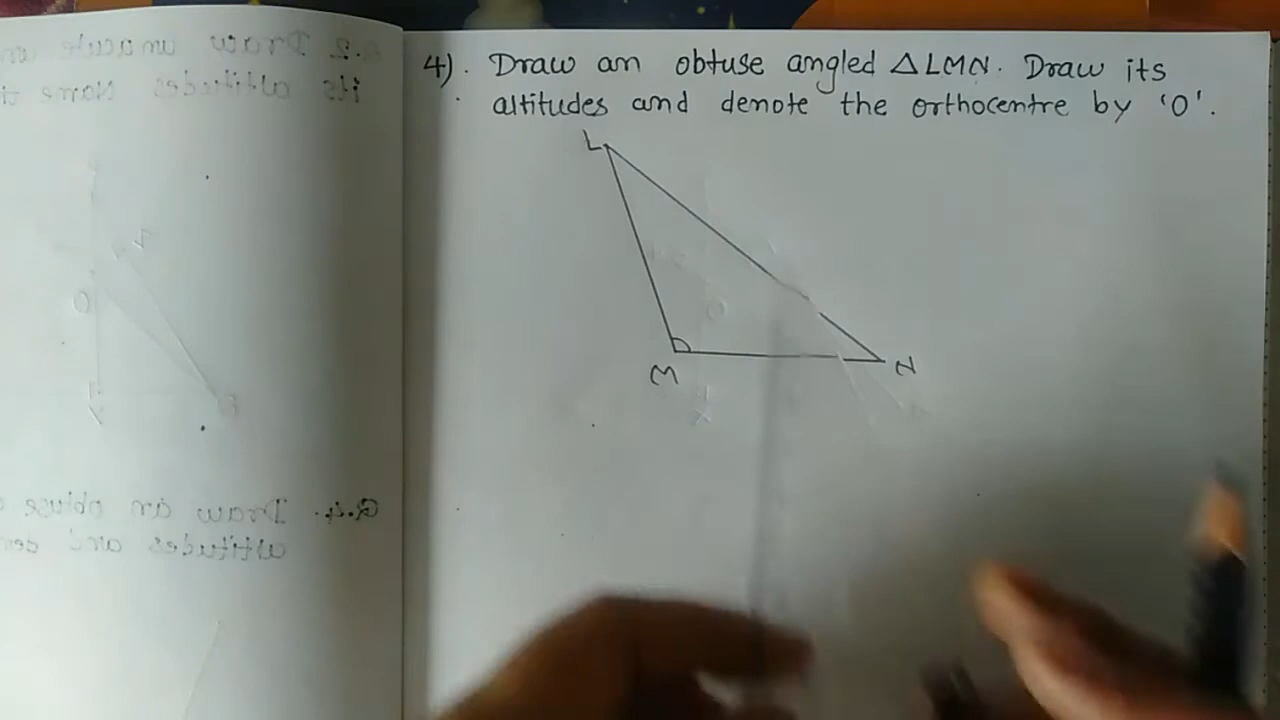 4). Draw an obtuse angled △LMN. Draw its
altitudes and denote the orthocentre by 'O'.
L
M
N